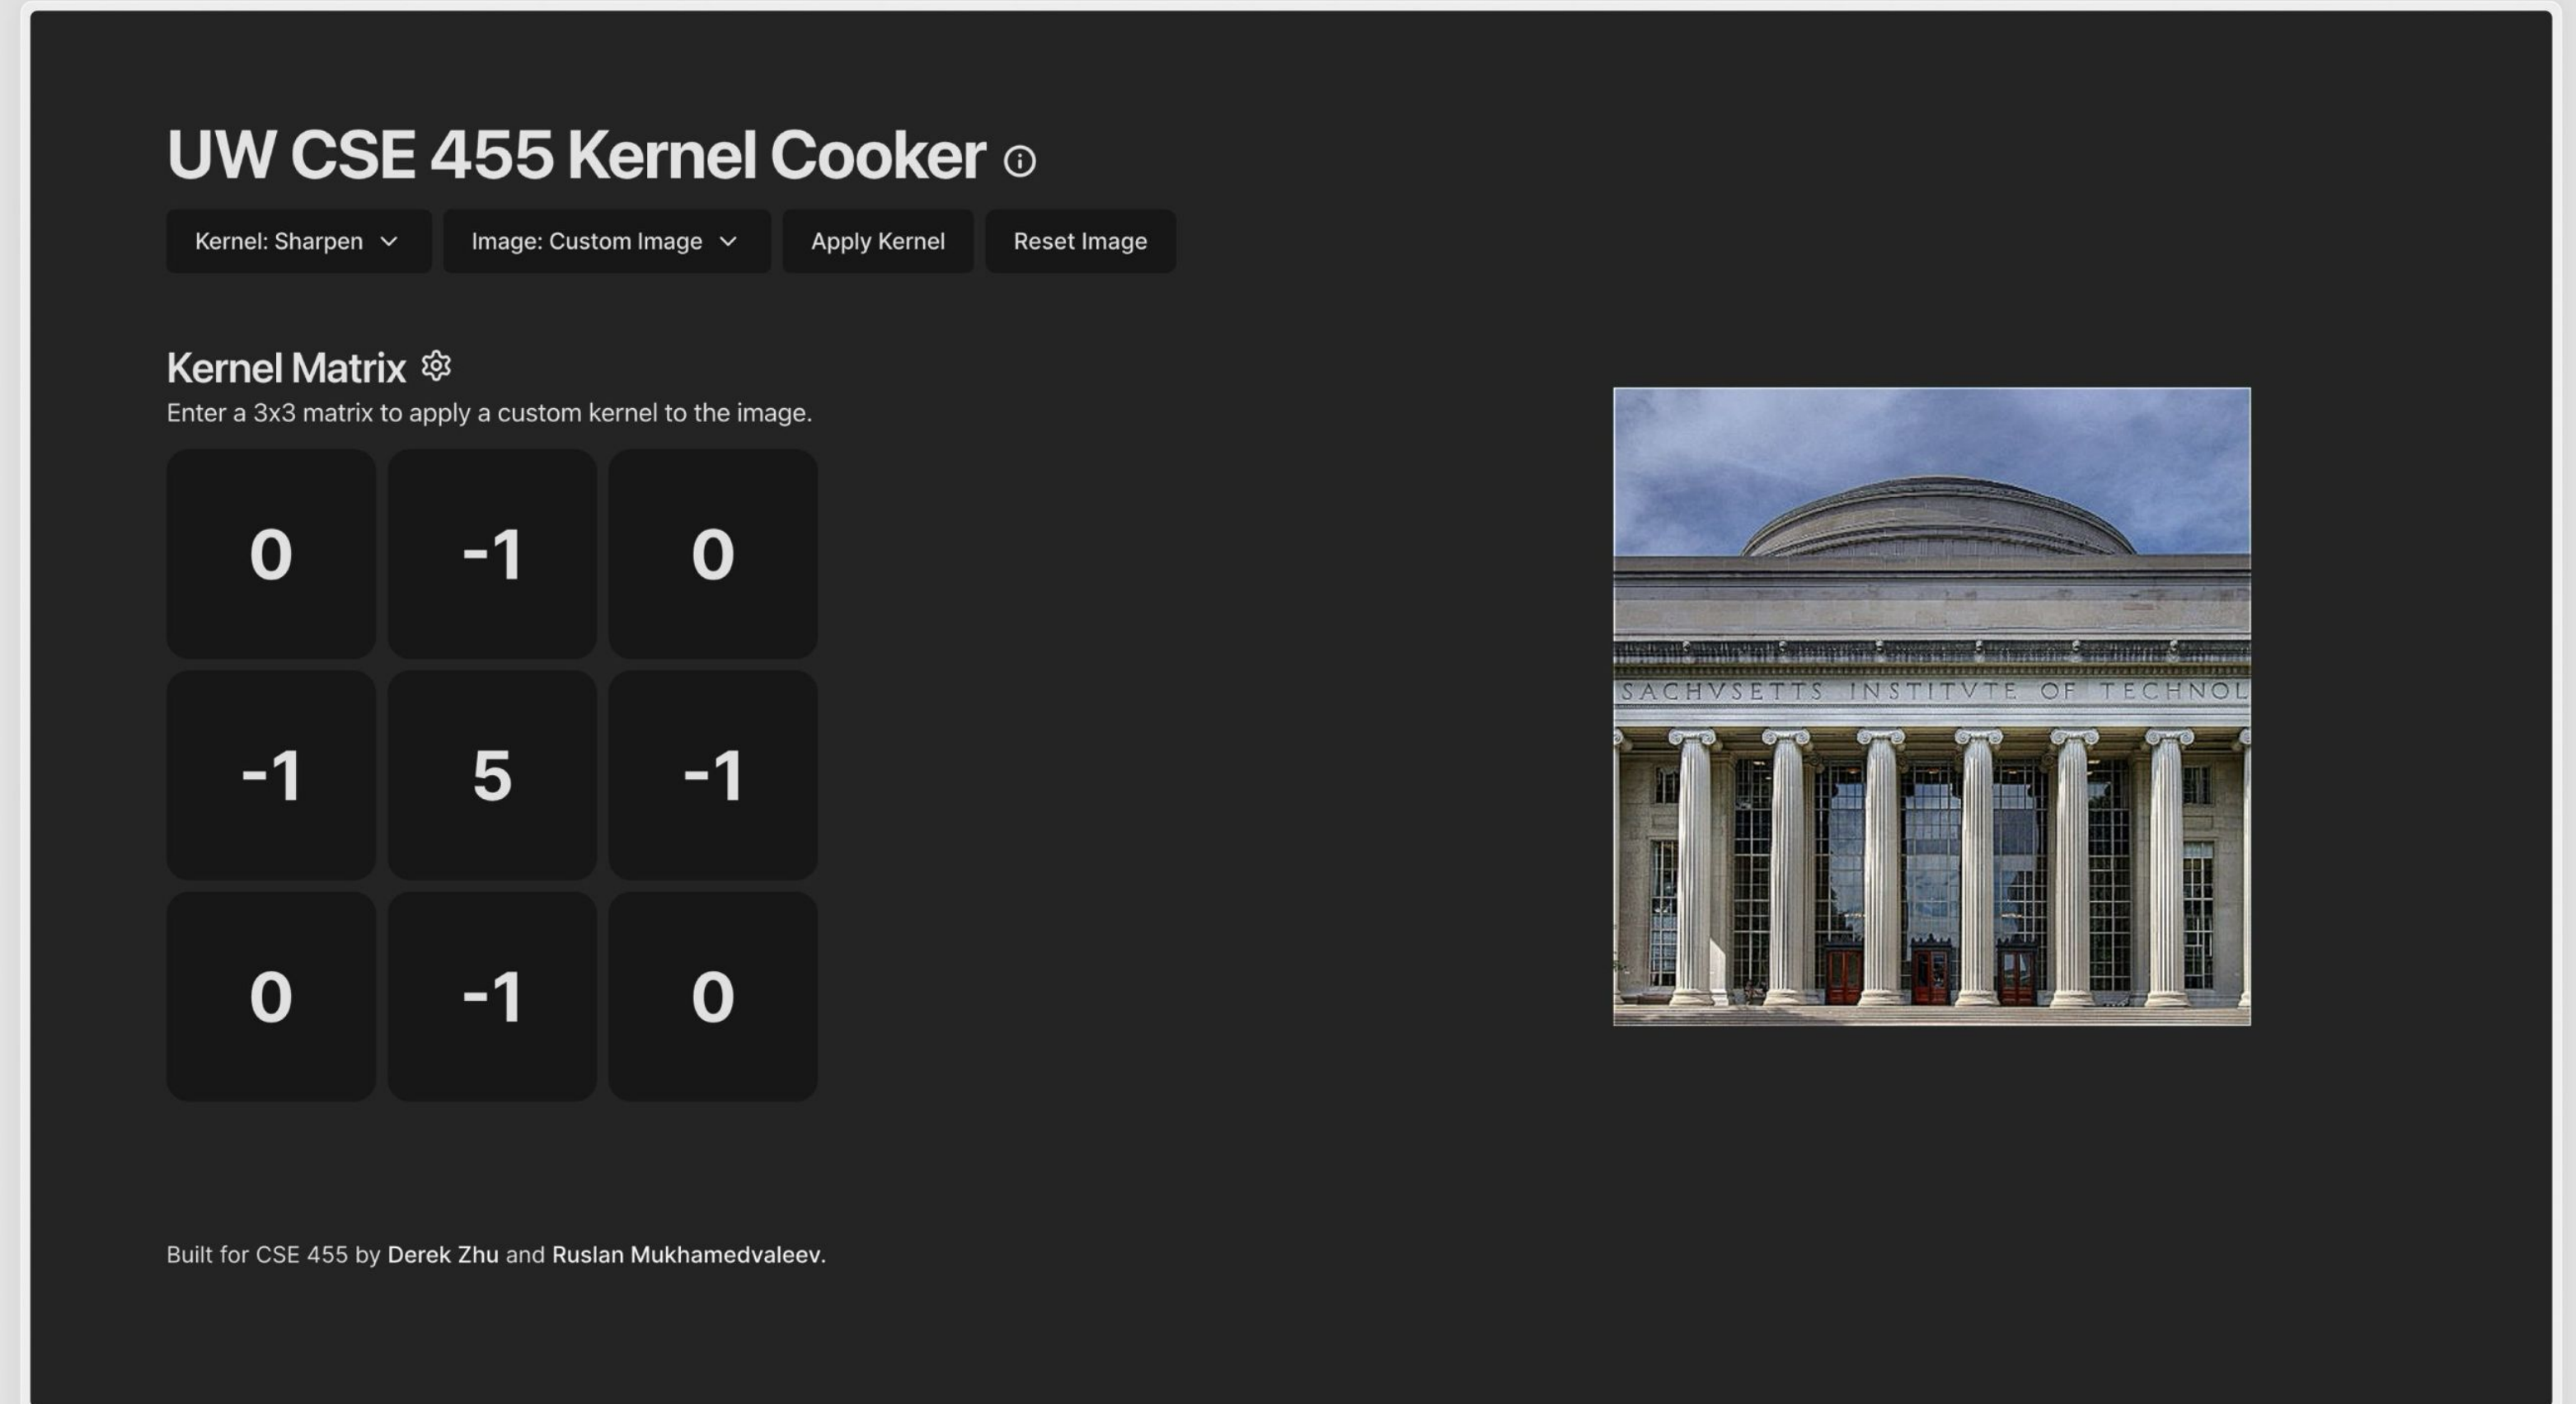 UW CSE 455 Kernel Cooker
Kernel: Sharpen Image: Custom Image Apply Kernel Reset Image
Kernel Matrix
Enter a 3x3 matrix to apply a custom kernel to the image.
0 -1 0
-1 5 -1
0 -1 0
SACHVSETTS INSTITVTE OF TECHNOL
Built for CSE 455 by Derek Zhu and Ruslan Mukhamedvaleev.